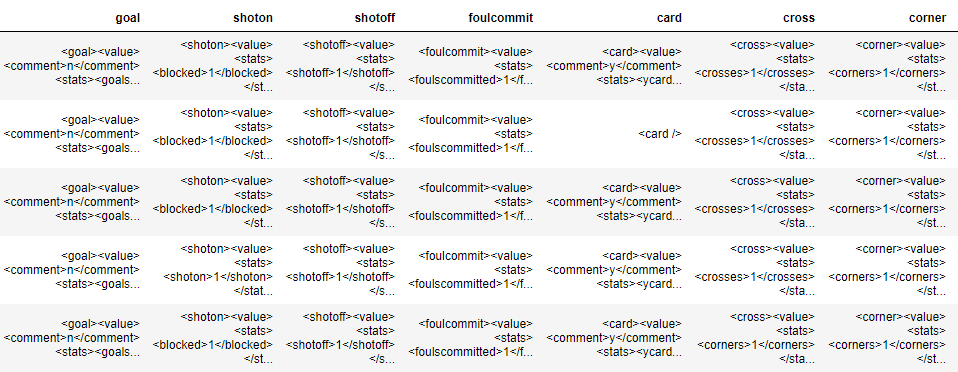 goal shoton shotoff foulcommit card cross corner
<goal><value>
<comment>n</comment>
<stats><goals...
<shoton><value>
<stats>
<blocked>1</blocked>
</st...
<shotoff><value>
<stats>
<shotoff>1</shotoff>
</s...
<foulcommit><value>
<stats>
<foulscommitted>1</f...
<card><value>
<comment>y</comment>
<stats><ycard...
<cross><value>
<stats>
<crosses>1</crosses>
</sta...
<corner><value>
<stats>
<corners>1</corners>
</st...
<goal><value>
<comment>n</comment>
<stats><goals...
<shoton><value>
<stats>
<blocked>1</blocked>
</st...
<shotoff><value>
<stats>
<shotoff>1</shotoff>
</s...
<foulcommit><value>
<stats>
<foulscommitted>1</f...
<card />
<cross><value>
<stats>
<crosses>1</crosses>
</sta...
<corner><value>
<stats>
<corners>1</corners>
</st...
<goal><value>
<comment>n</comment>
<stats><goals...
<shoton><value>
<stats>
<blocked>1</blocked>
</st...
<shotoff><value>
<stats>
<shotoff>1</shotoff>
</s...
<foulcommit><value>
<stats>
<foulscommitted>1</f...
<card><value>
<comment>y</comment>
<stats><ycard...
<cross><value>
<stats>
<crosses>1</crosses>
</sta...
<corner><value>
<stats>
<corners>1</corners>
</st...
<goal><value>
<comment>n</comment>
<stats><goals...
<shoton><value>
<stats>
<shoton>1</shoton>
</stat...
<shotoff><value>
<stats>
<shotoff>1</shotoff>
</s...
<foulcommit><value>
<stats>
<foulscommitted>1</f...
<card><value>
<comment>y</comment>
<stats><ycard...
<cross><value>
<stats>
<crosses>1</crosses>
</sta...
<corner><value>
<stats>
<corners>1</corners>
</st...
<goal><value>
<comment>n</comment>
<stats><goals...
<shoton><value>
<stats>
<blocked>1</blocked>
</st...
<shotoff><value>
<stats>
<shotoff>1</shotoff>
</s...
<foulcommit><value>
<stats>
<foulscommitted>1</f...
<card><value>
<comment>y</comment>
<stats><ycard...
<cross><value>
<stats>
<corners>1</corners>
</sta...
<corner><value>
<stats>
<corners>1</corners>
</st...